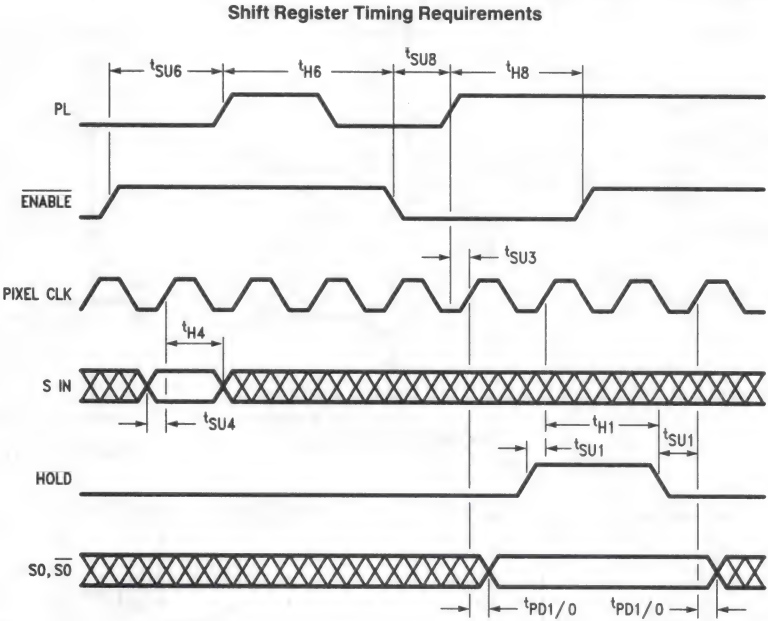 Shift Register Timing Requirements
tSU6 tH6 tSU8 tH8
PL
ENABLE
tSU3
PIXEL CLK
tH4
S IN
tSU4
tH1
tSU1 tSU1
HOLD
SO, SO
tPD1/0 tPD1/0